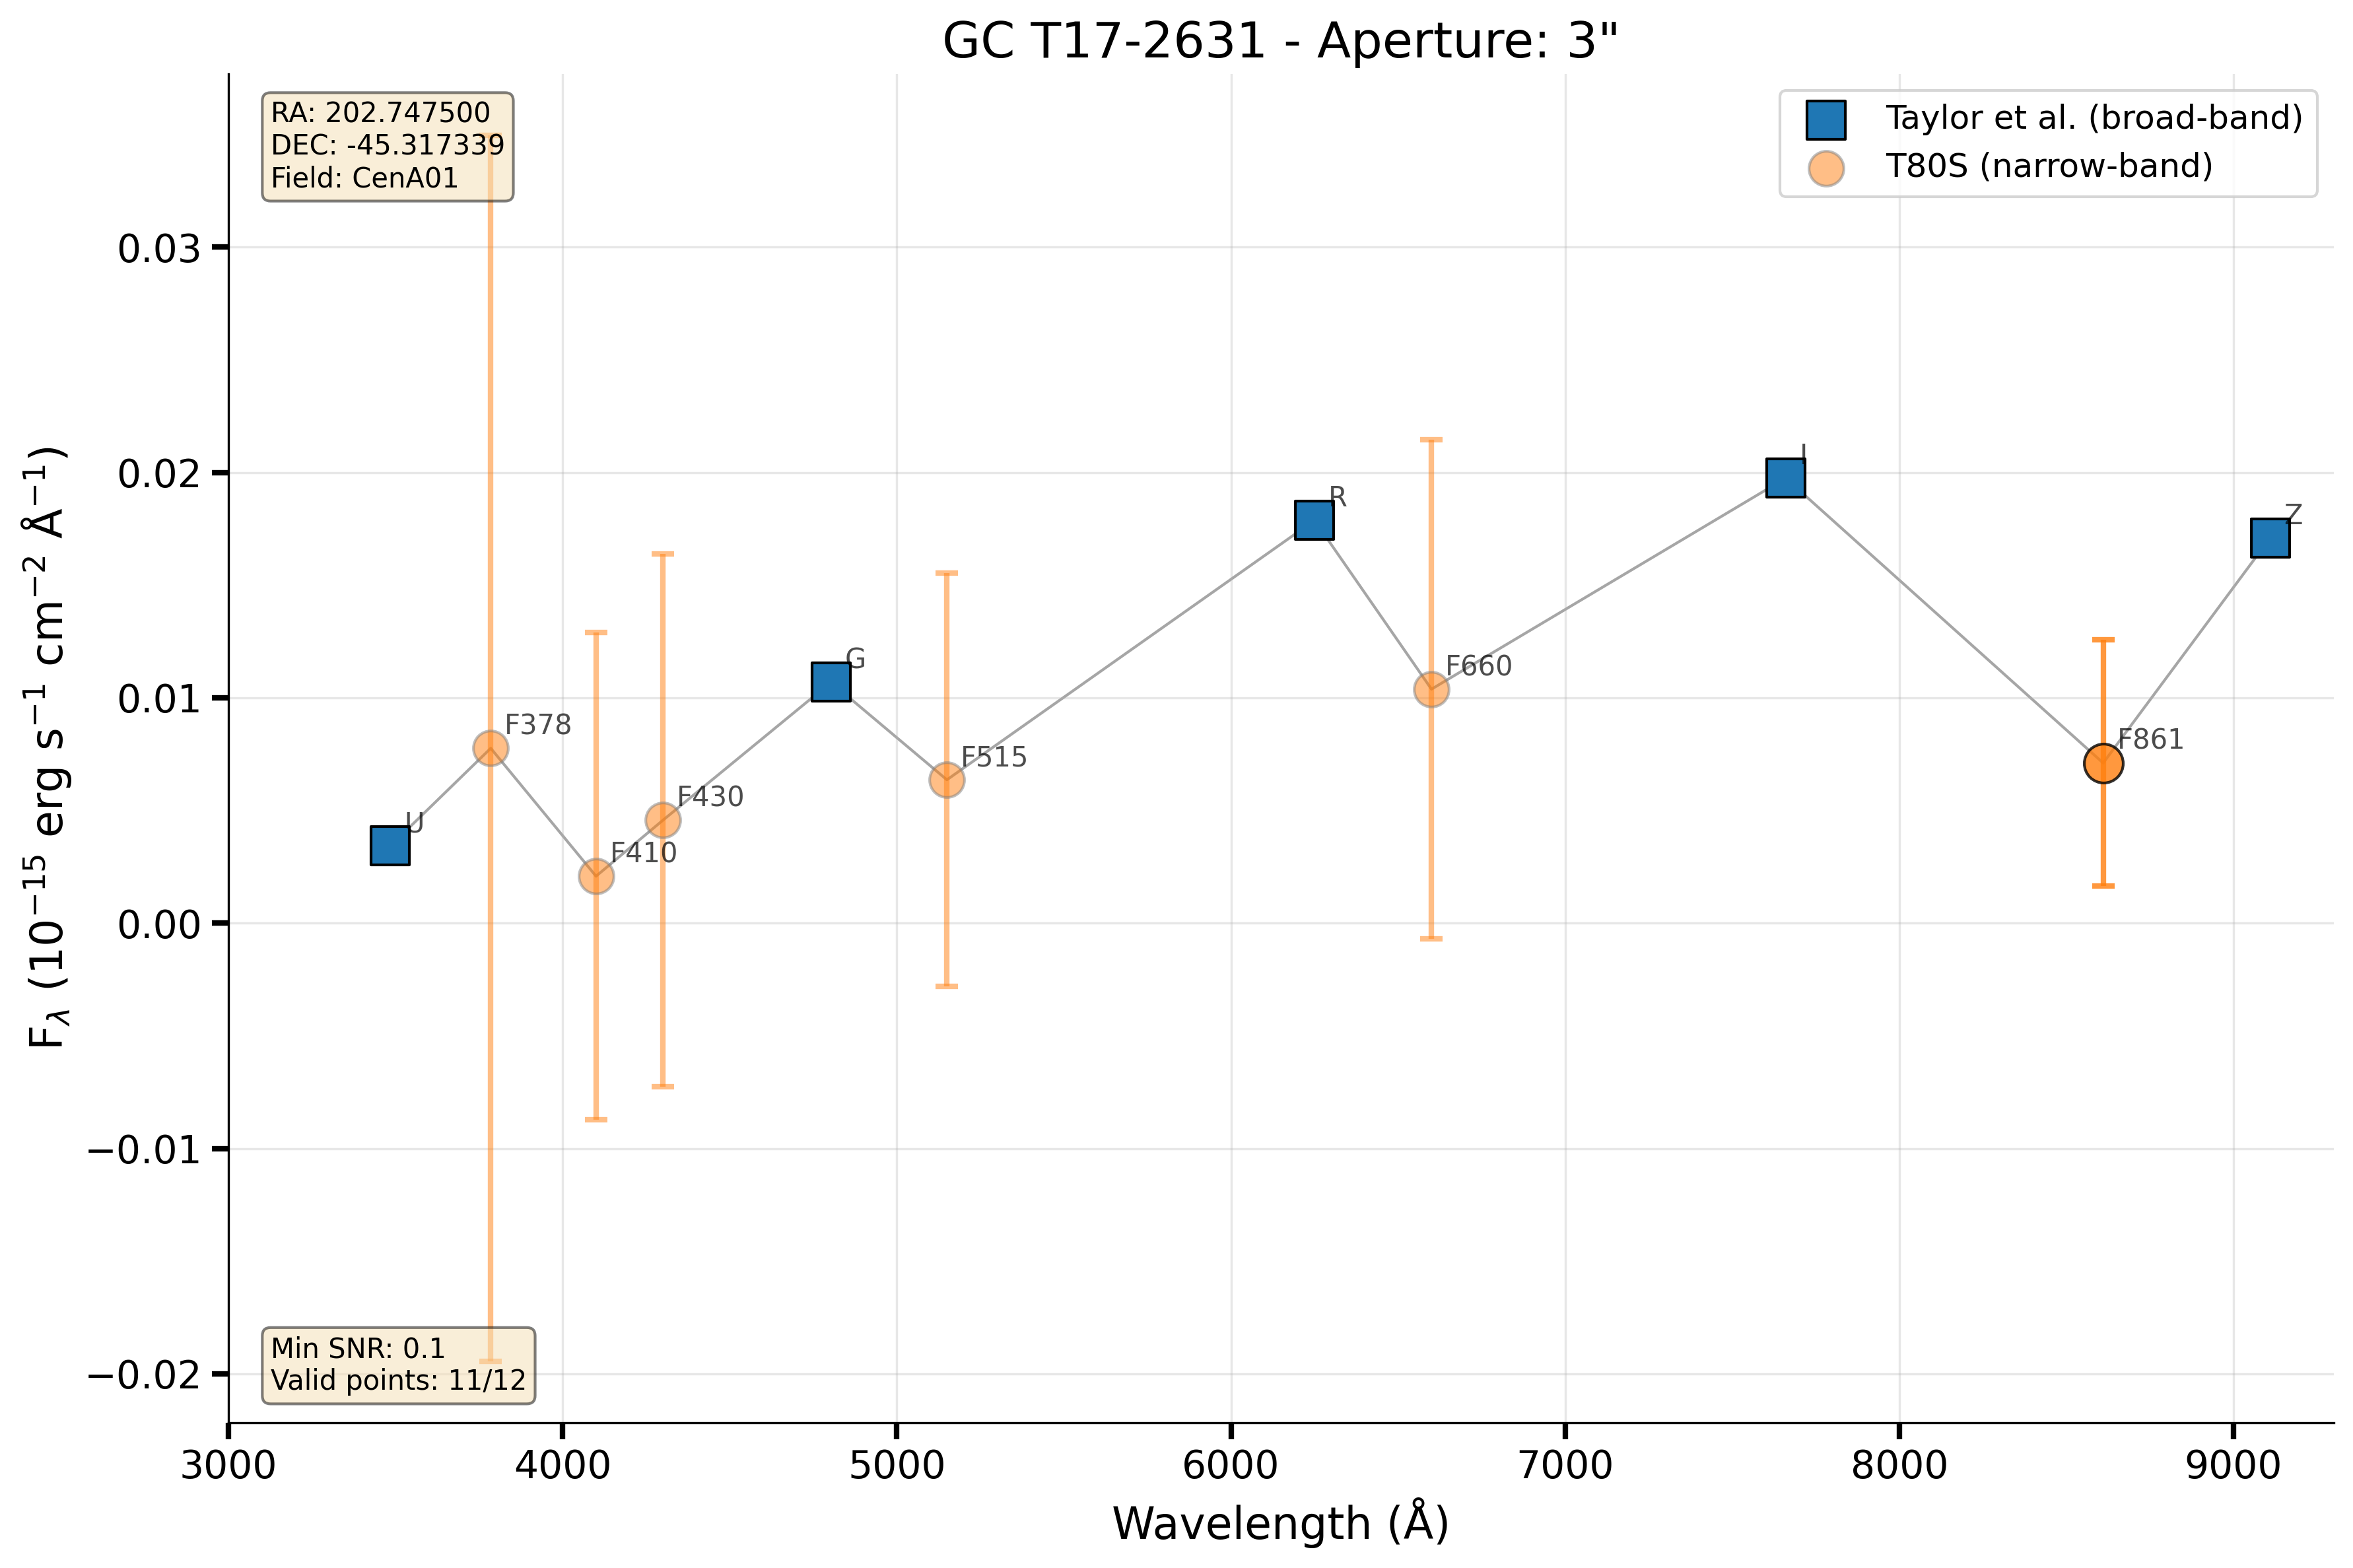 GC T17-2631 - Aperture: 3"
RA: 202.747500
DEC: -45.317339
Field: CenA01
Taylor et al. (broad-band)
T80S (narrow-band)
0.03
0.02
0.01
0.00
−0.01
−0.02
F$_{λ}$ (10$^{−15}$ erg s$^{−1}$ cm$^{−2}$ Å$^{−1}$)
U
F378
F410
F430
G
F515
R
F660
I
F861
Z
Min SNR: 0.1
Valid points: 11/12
3000 4000 5000 6000 7000 8000 9000
Wavelength (Å)